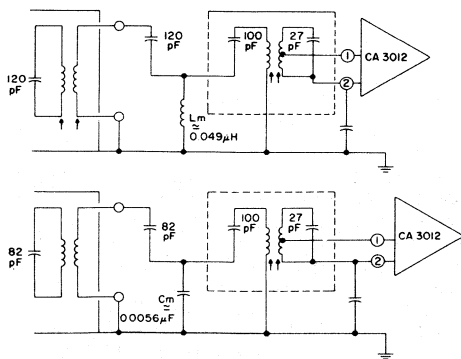 120
pF
100
pF
27
pF
1
CA 3012
120
pF
2
Lm
≅
0.049μH
82
pF
100
pF
27
pF
1
CA 3012
82
pF
2
Cm
≅
0.0056μF